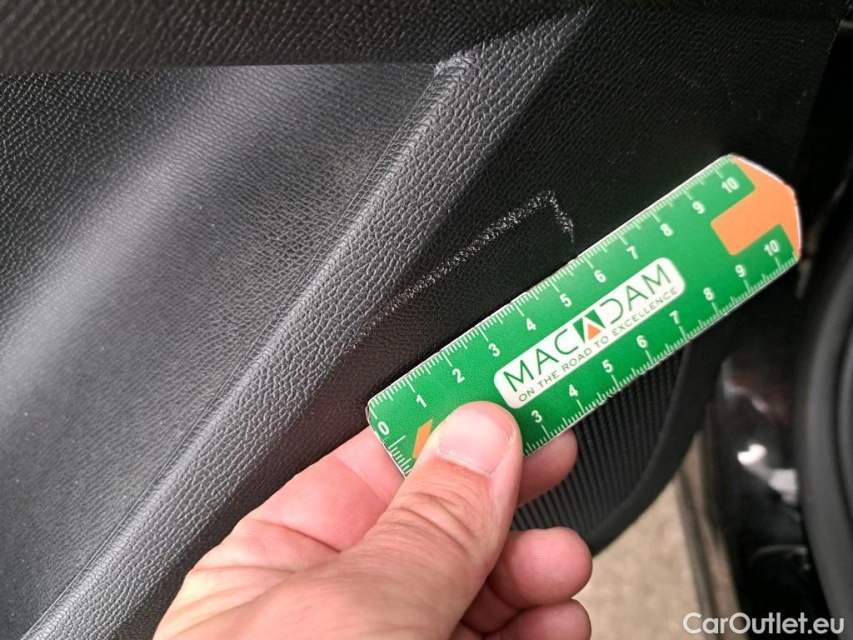 0 1 2 3 4 5 6 7 8 9 10
MACADAM
ON THE ROAD TO EXCELLENCE
3 4 5 6 7 8 9 10
CarOutlet.eu